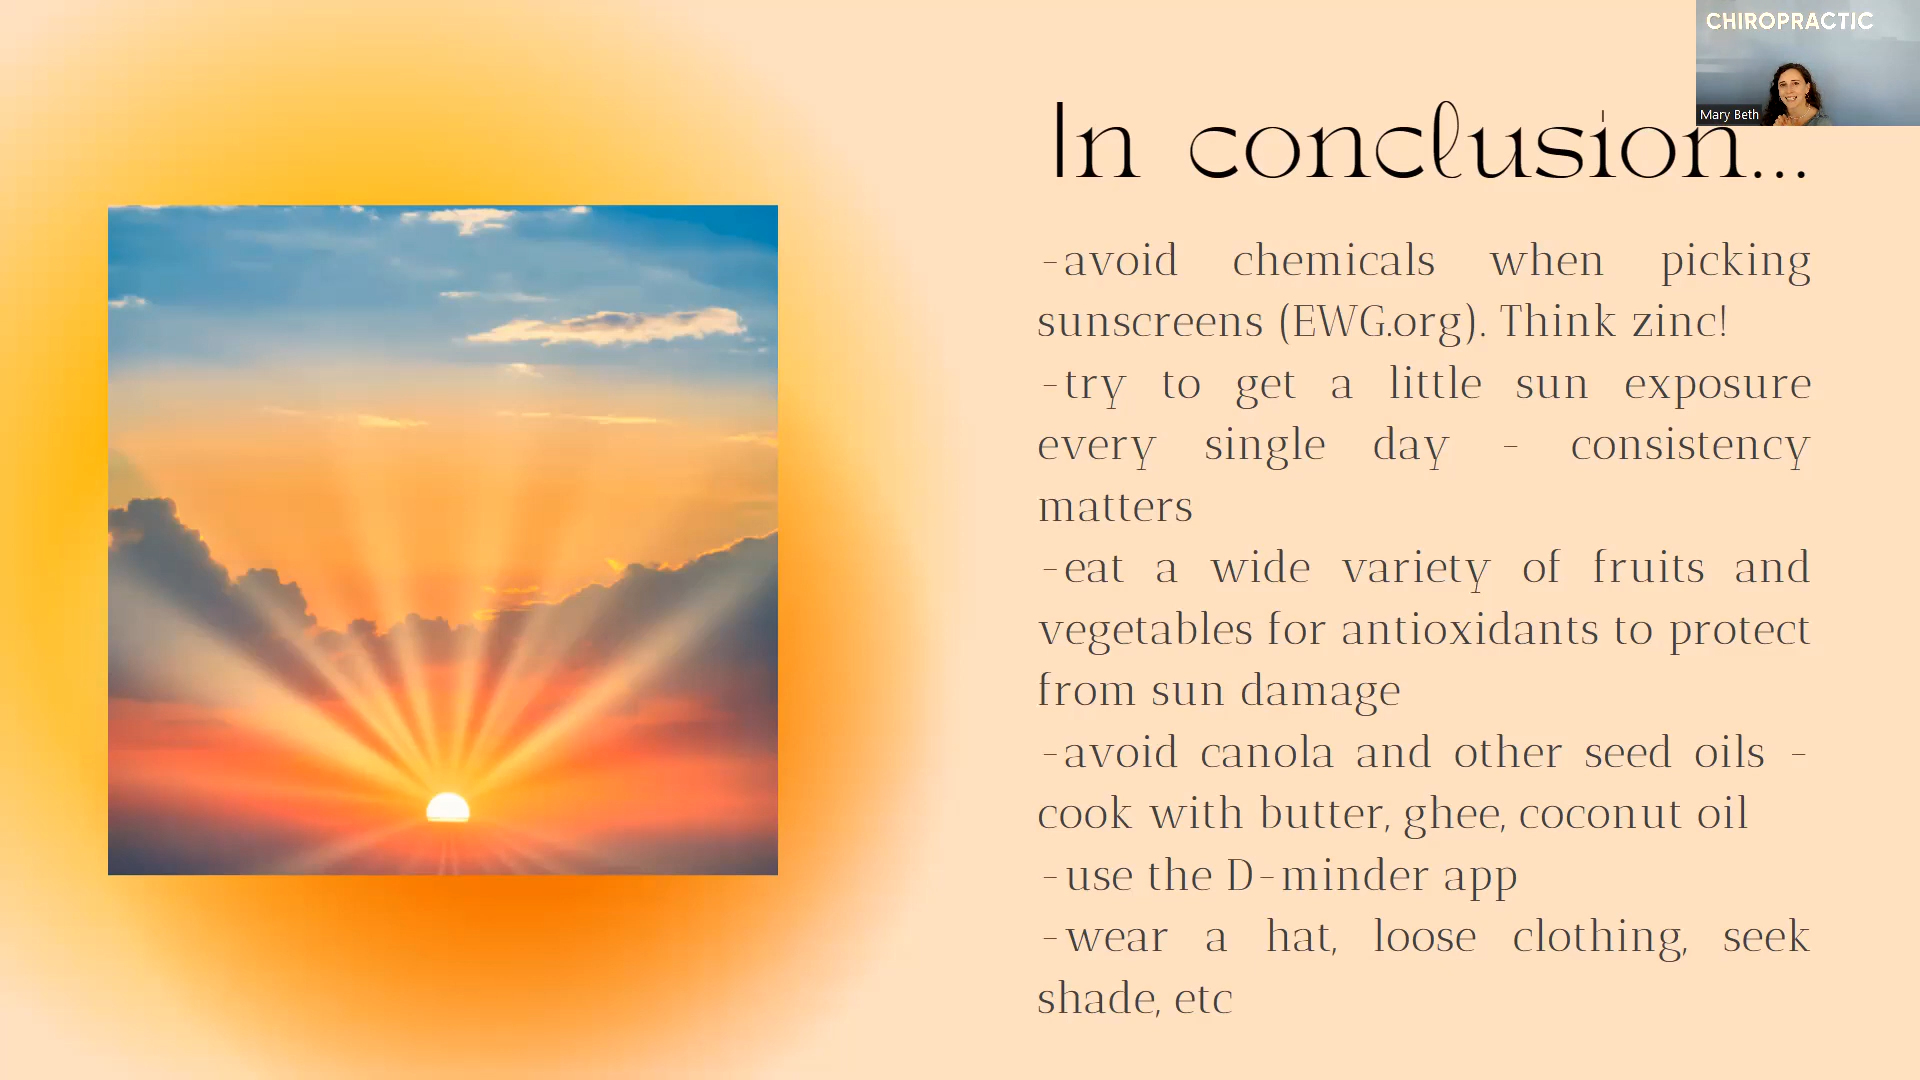 CHIROPRACTIC
Mary Beth
In conclusion...
-avoid chemicals when picking
sunscreens (EWG.org). Think zinc!
-try to get a little sun exposure
every single day - consistency
matters
-eat a wide variety of fruits and
vegetables for antioxidants to protect
from sun damage
-avoid canola and other seed oils -
cook with butter, ghee, coconut oil
-use the D-minder app
-wear a hat, loose clothing, seek
shade, etc